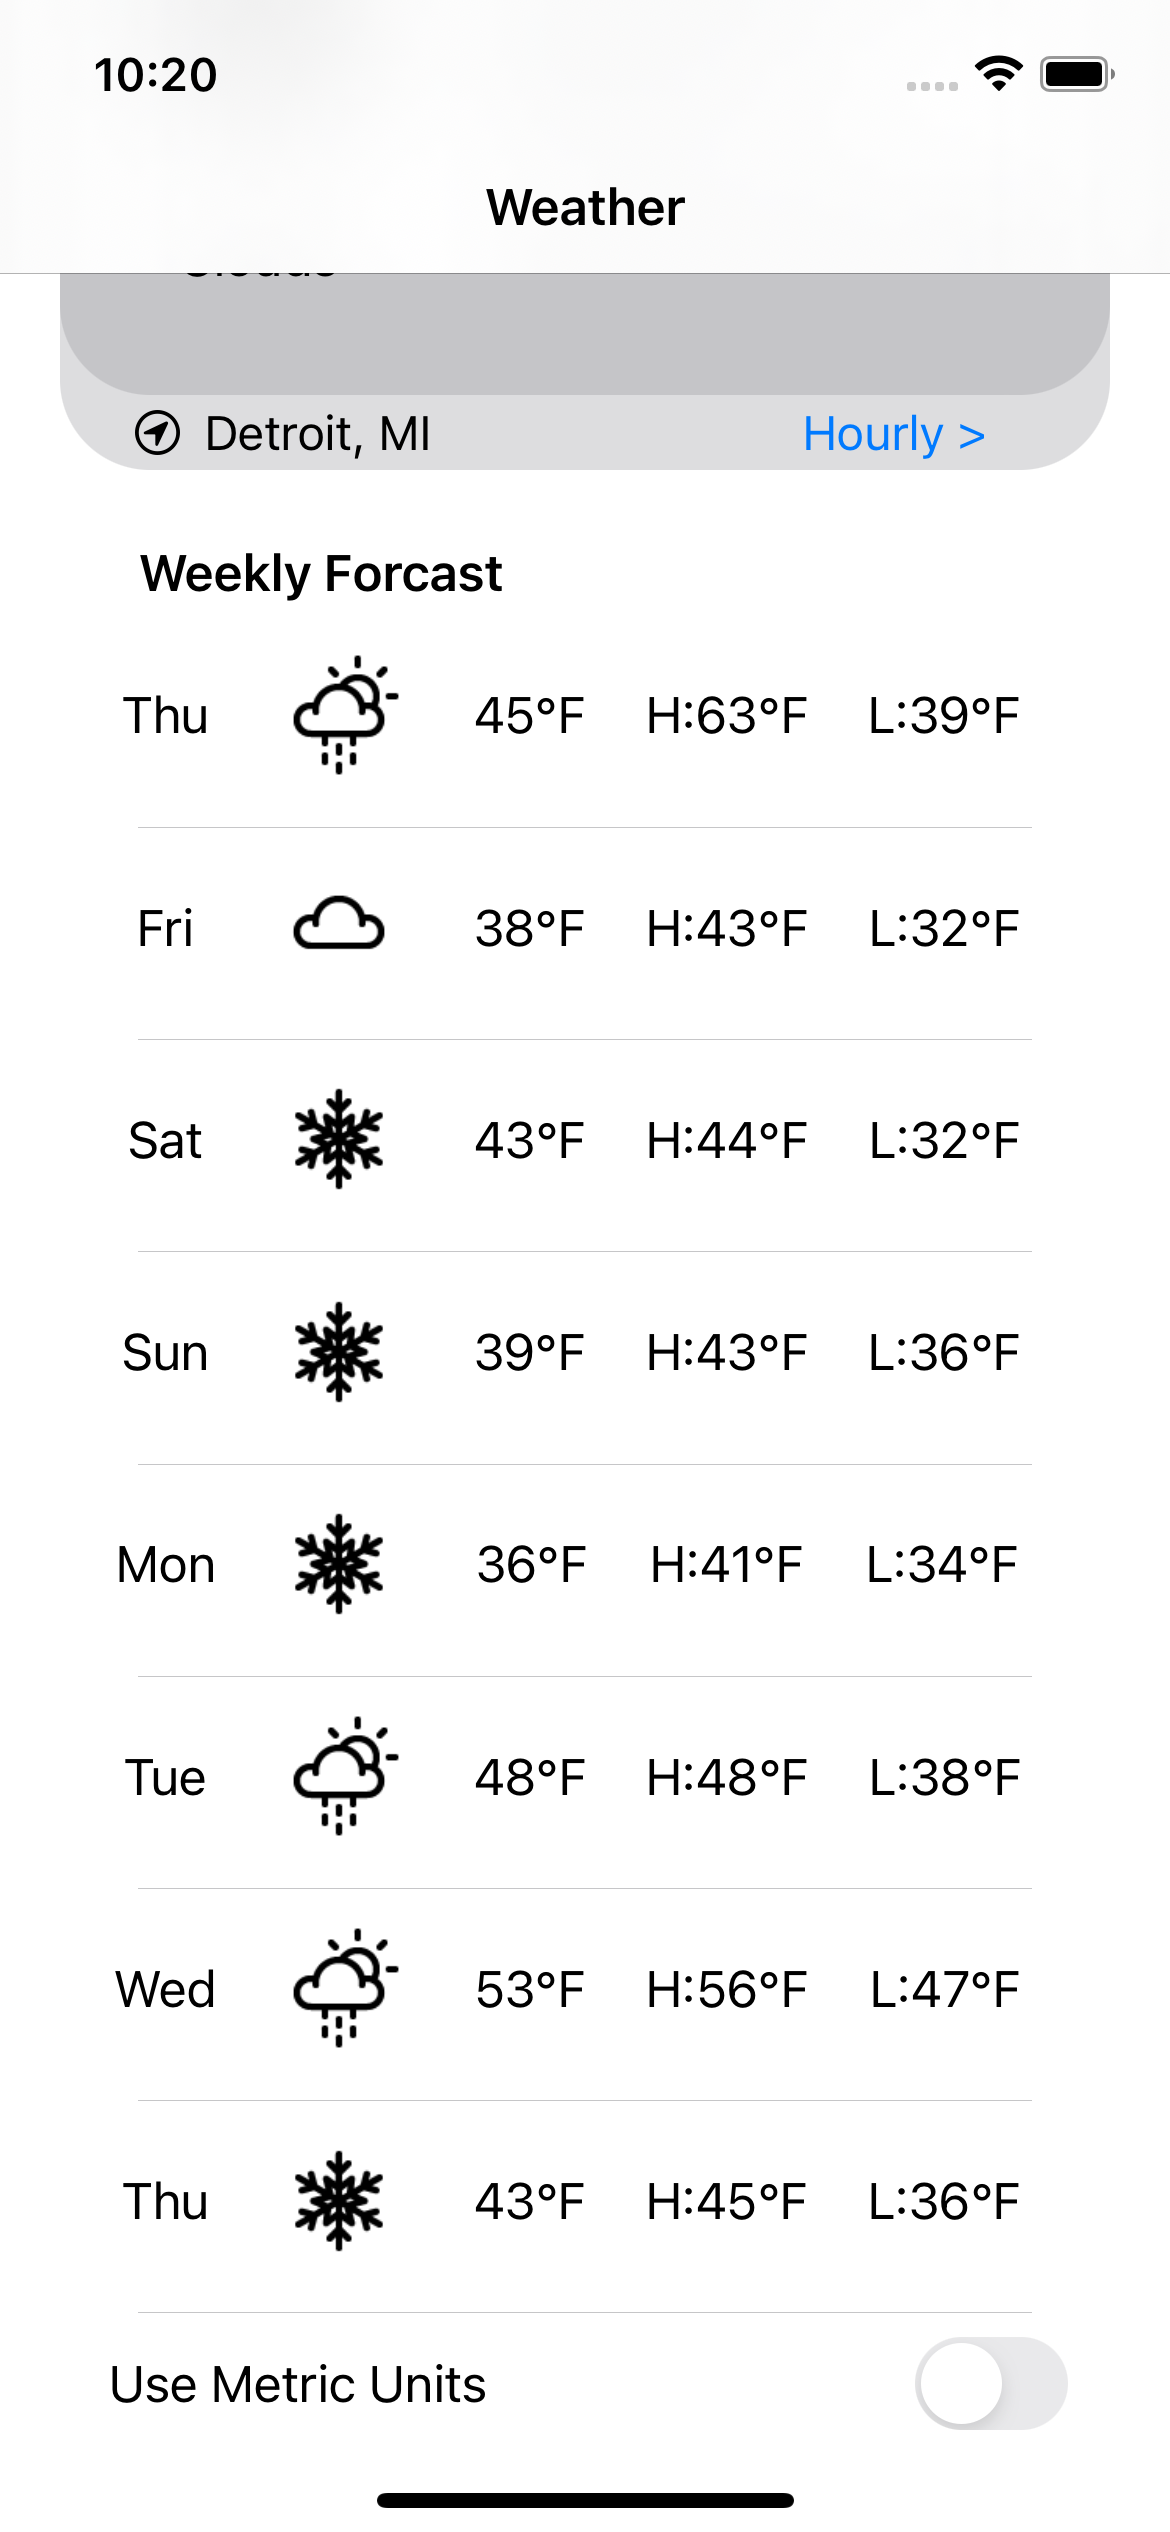 10:20
Weather
Detroit, MI
Hourly >
Weekly Forcast
Thu 45°F H:63°F L:39°F
Fri 38°F H:43°F L:32°F
Sat 43°F H:44°F L:32°F
Sun 39°F H:43°F L:36°F
Mon 36°F H:41°F L:34°F
Tue 48°F H:48°F L:38°F
Wed 53°F H:56°F L:47°F
Thu 43°F H:45°F L:36°F
Use Metric Units